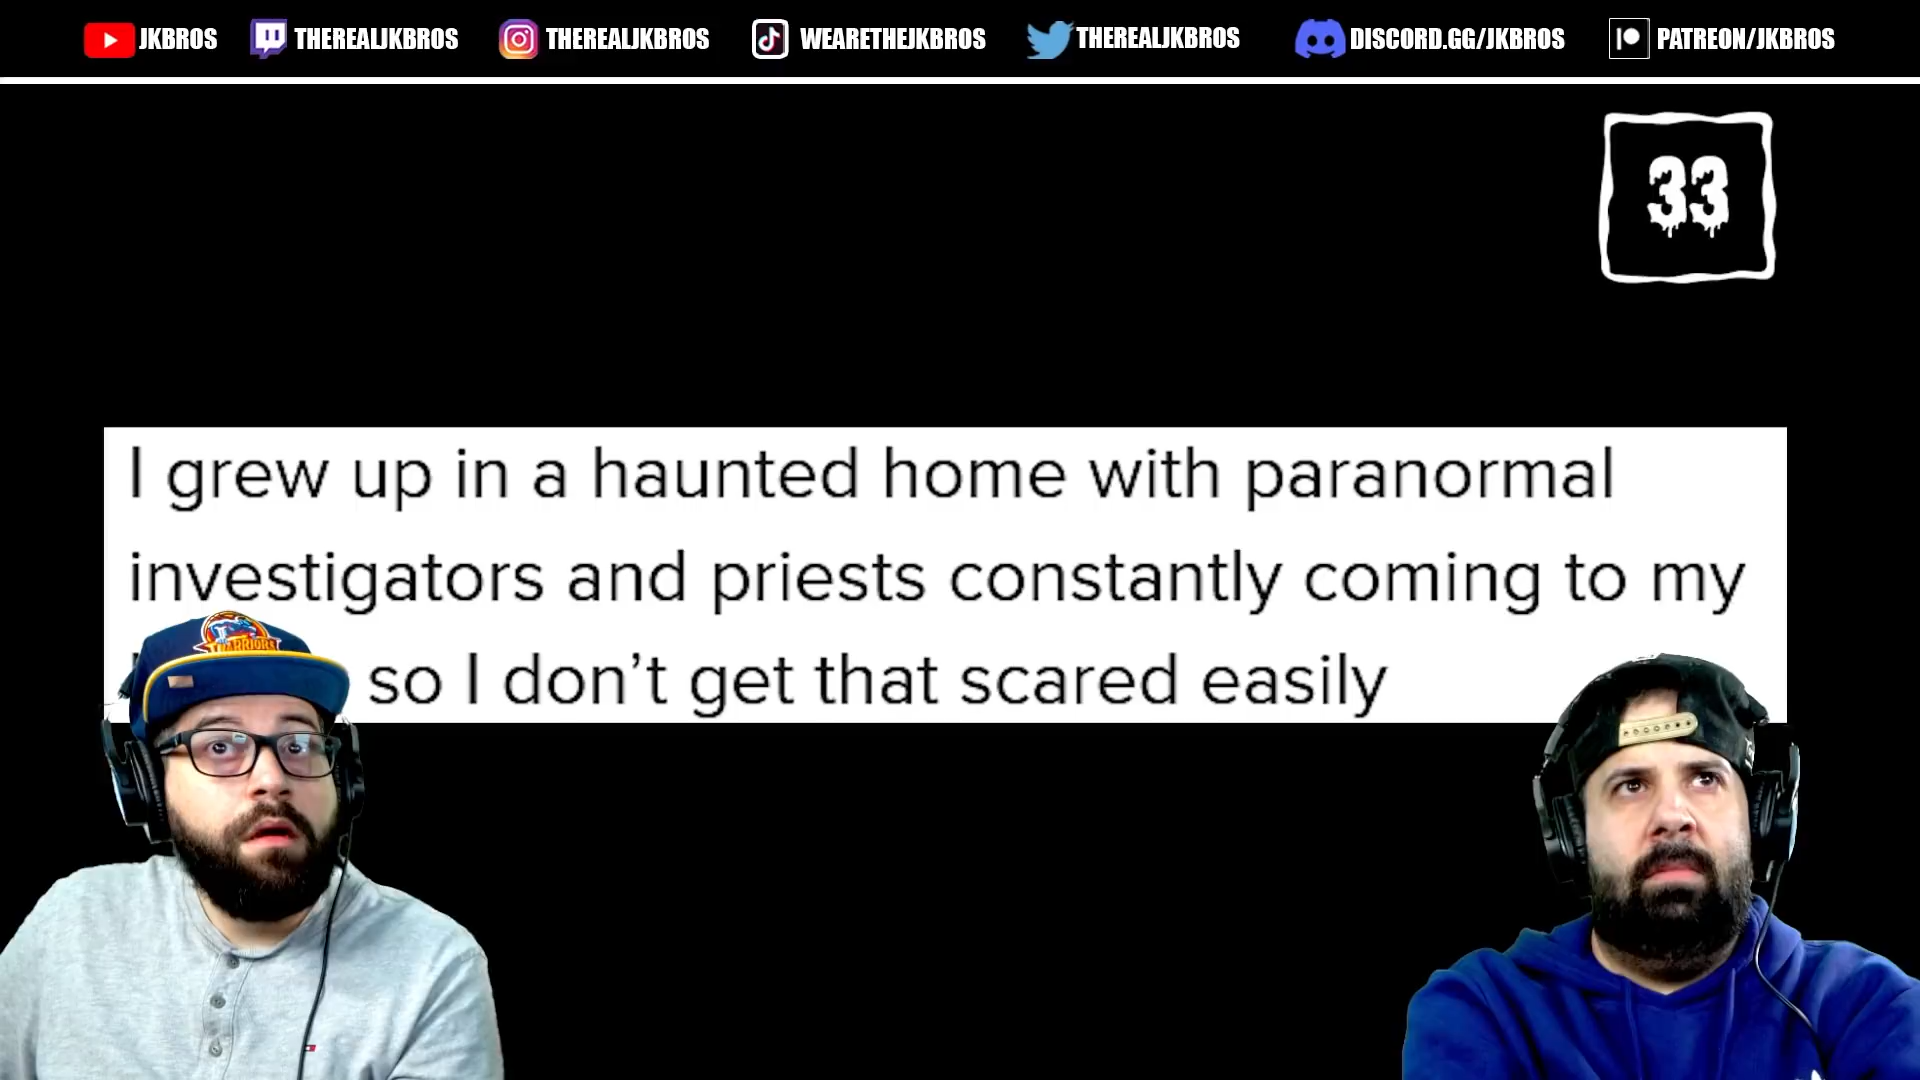 JKBROS THEREALJKBROS THEREALJKBROS WEARETHEJKBROS THEREALJKBROS DISCORD.GG/JKBROS PATREON/JKBROS
33
I grew up in a haunted home with paranormal
investigators and priests constantly coming to my
so I don't get that scared easily
WARRIORS